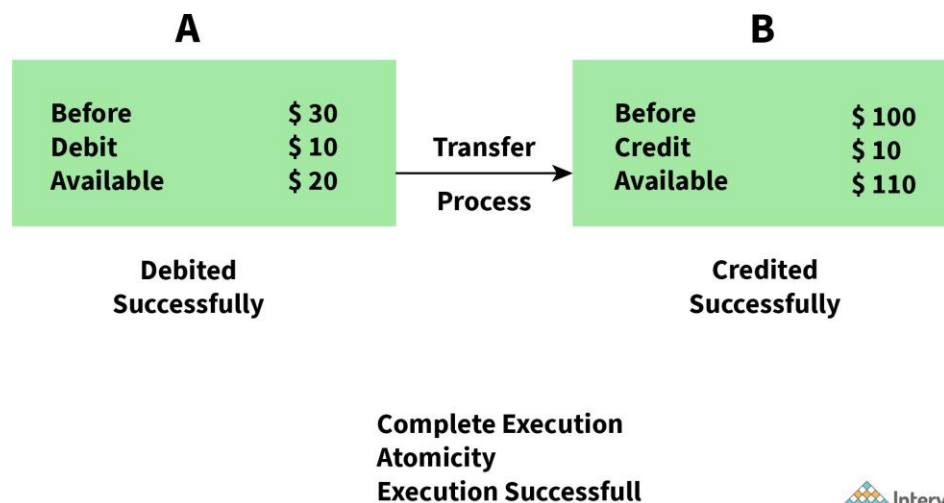 A
B
Before $ 30
Debit $ 10
Available $ 20
Transfer
Process
Before $ 100
Credit $ 10
Available $ 110
Debited
Successfully
Credited
Successfully
Complete Execution
Atomicity
Execution Successfull